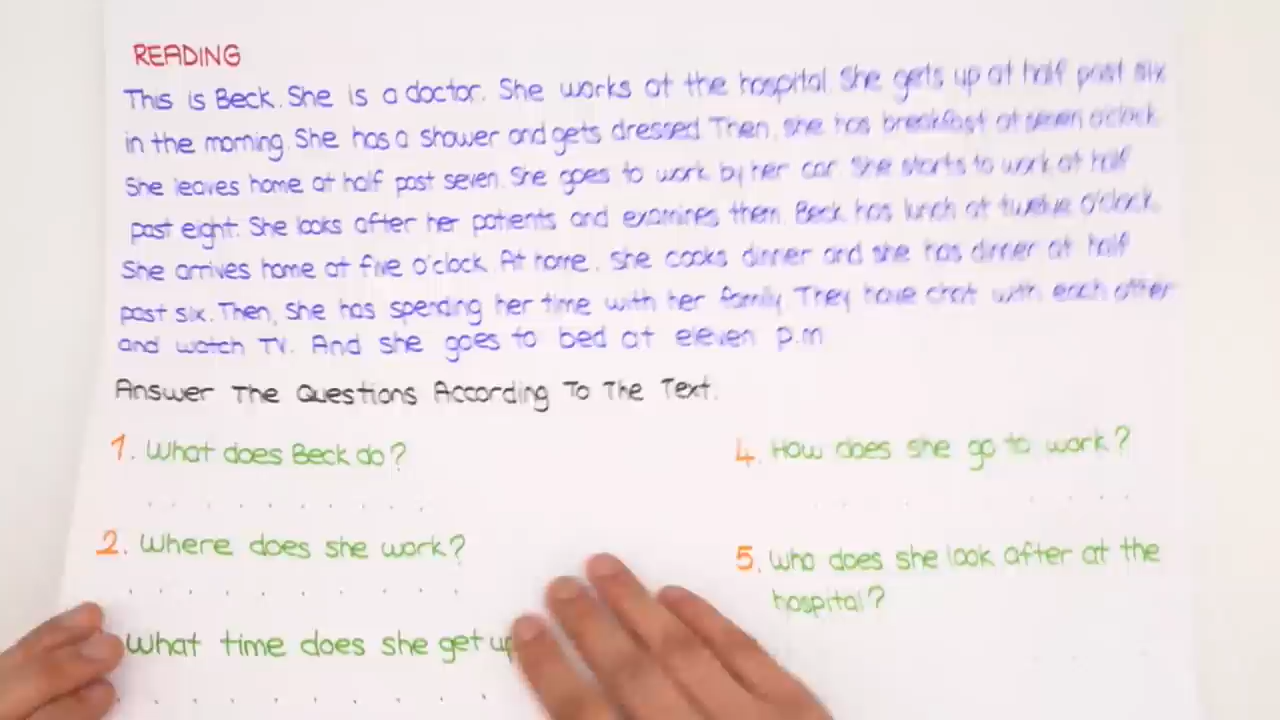 READING
This is Beck. She is a doctor. She works at the hospital. She gets up at half past six
in the morning. She has a shower and gets dressed. Then, she has breakfast at seven o'clock.
She leaves home at half past seven. She goes to work by her car. She starts to work at half
past eight. She looks after her patients and examines them. Beck has lunch at twelve o'clock.
She arrives home at five o'clock. At home, she cooks dinner and she has dinner at half
past six. Then, she has spending her time with her family. They have chat with each other
and watch TV. And she goes to bed at eleven p.m
Answer The Questions According To The Text.
1. What does Beck do?
2. Where does she work?
What time does she get up
4. How does she go to work?
5. Who does she look after at the
hospital?